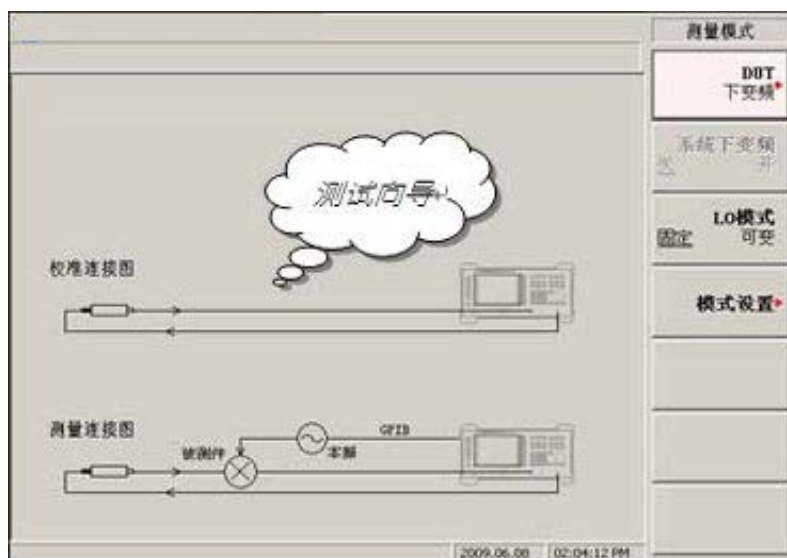 测量模式
DUT
下变频
系统下变频
关 开
LO模式
固定 可变
模式设置
测试向导
校准连接图
测量连接图
被测件
本振
GPIB
2009.06.08 02:04:12 PM